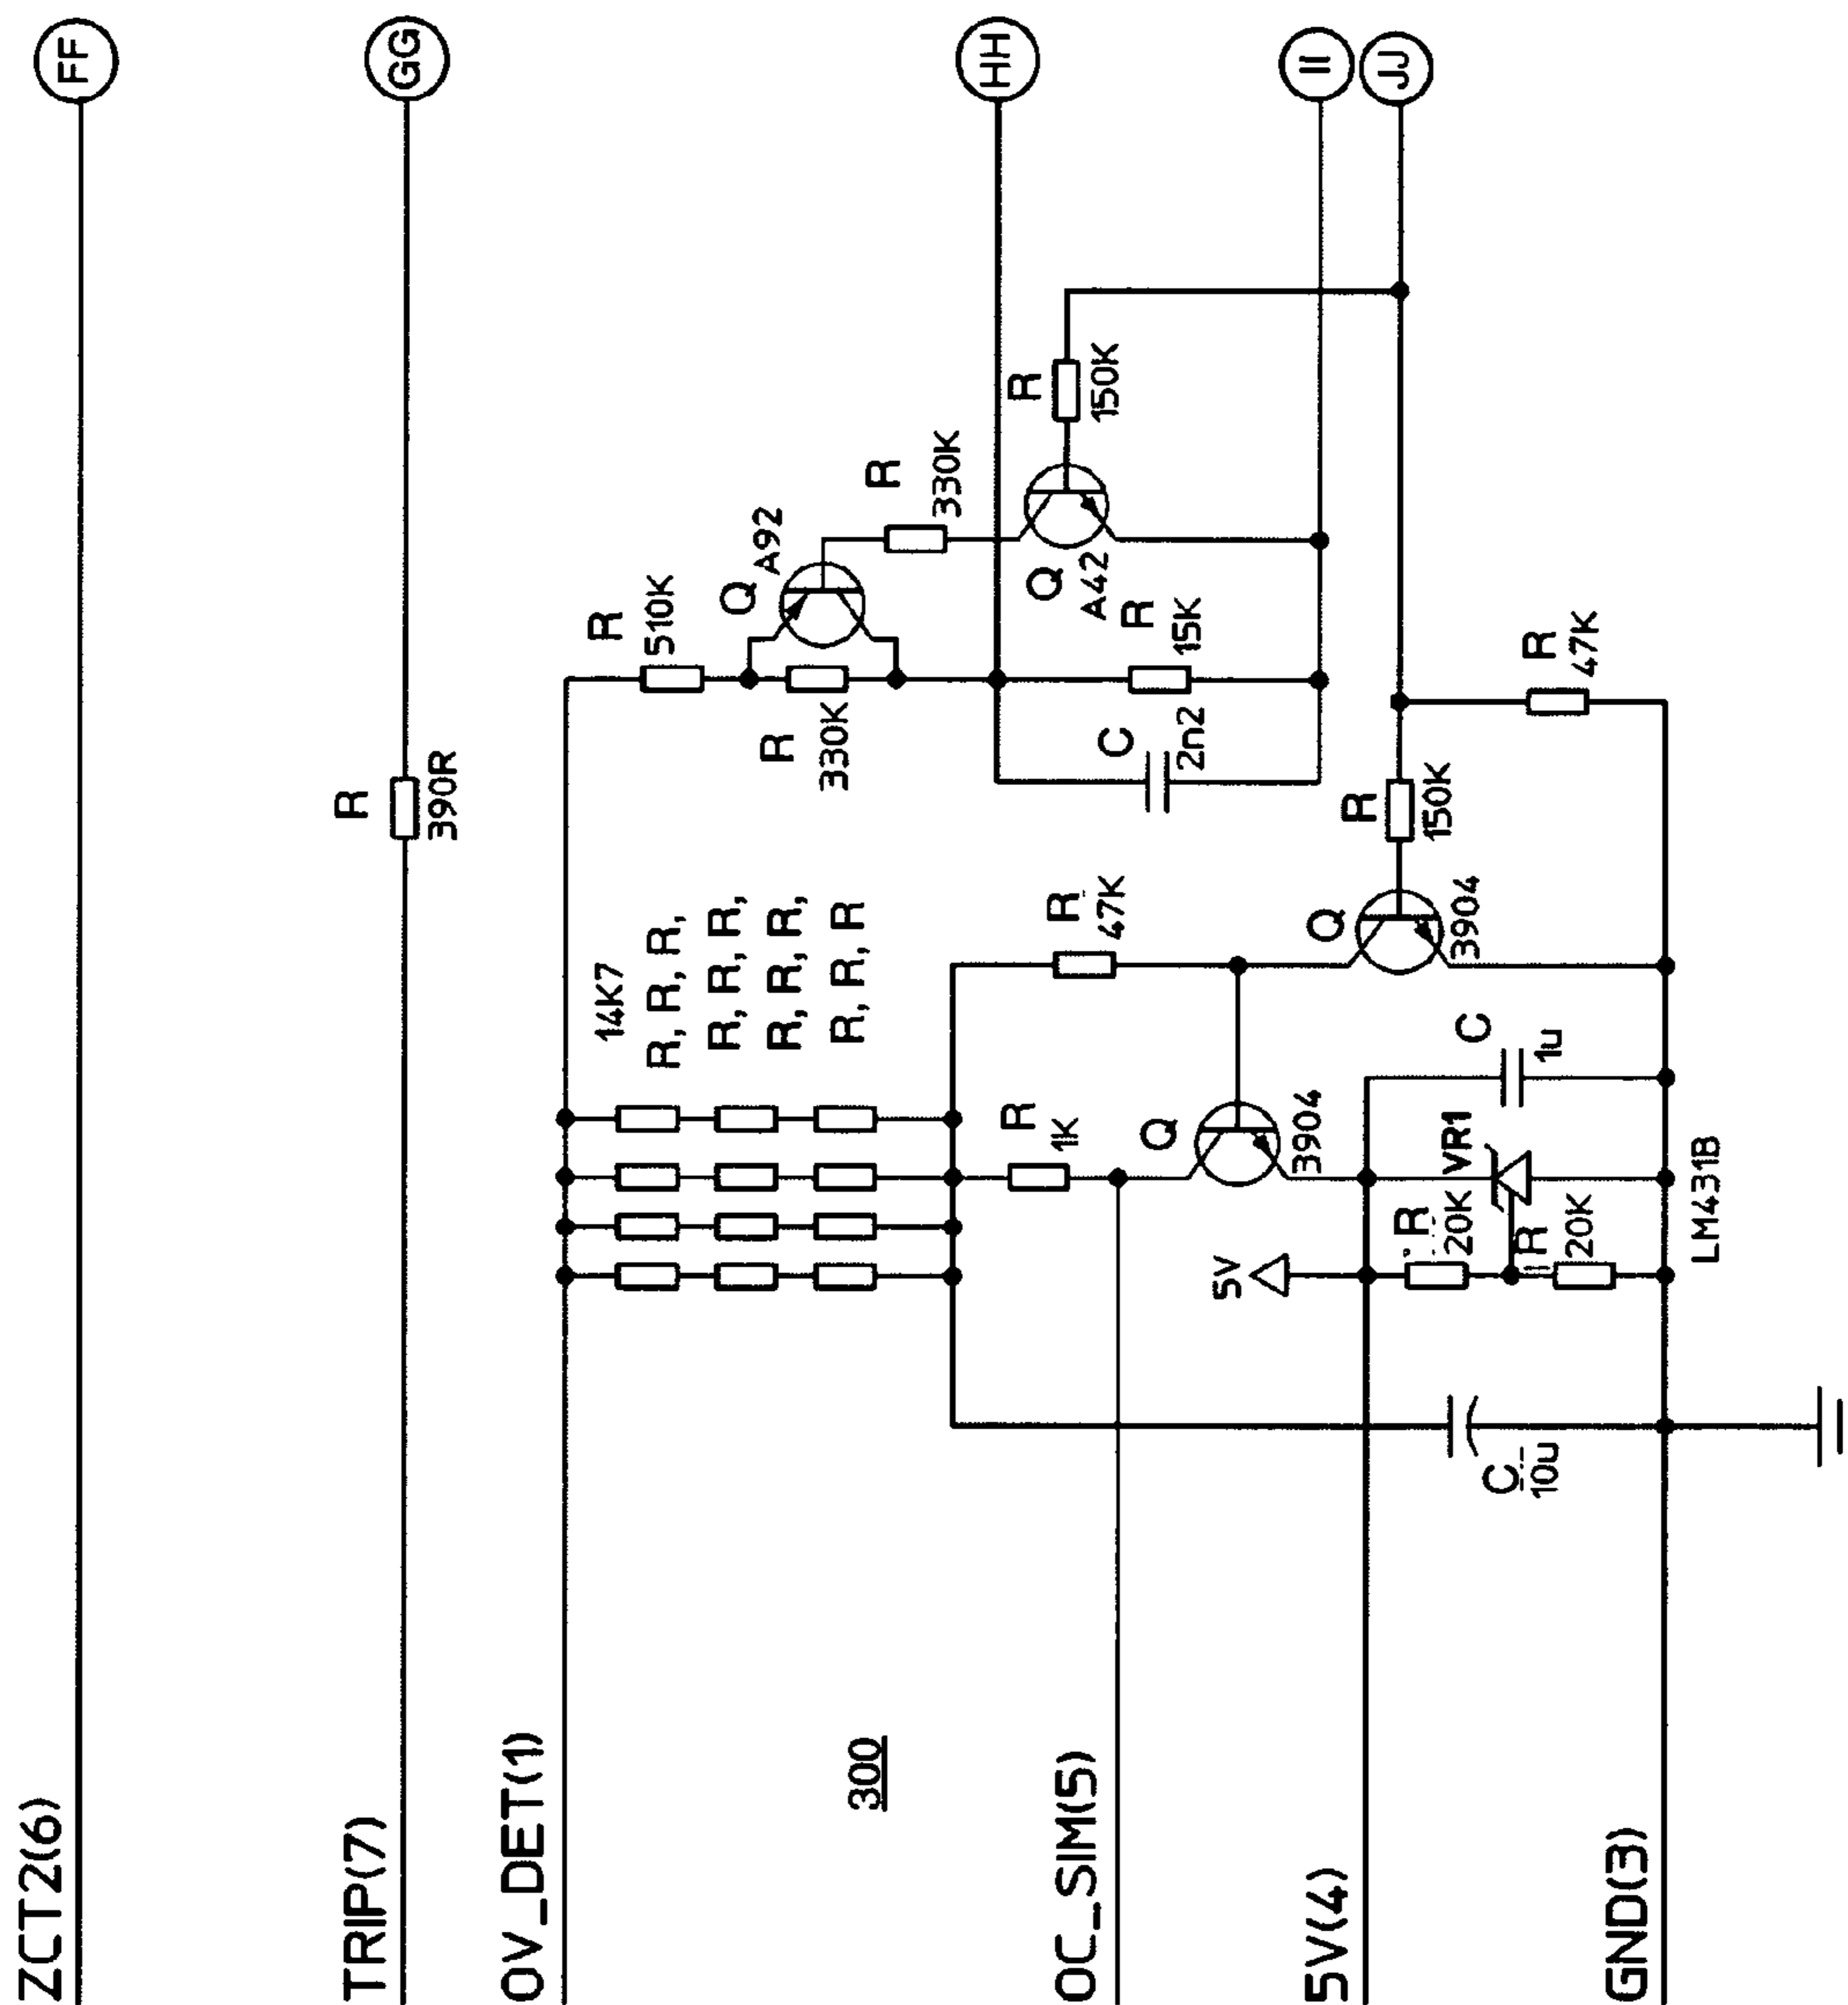 FF
GG
HH
II
JJ
ZCT2(6)
TRIP(7)
R
390R
OV_DET(1)
14K7
R, R, R,
R, R, R,
R, R, R,
R, R, R
R
510K
Q
A92
R
330K
R
330K
R
150K
Q
A42
R
15K
C
2n2
300
OC_SIM(5)
R
1K
R
47K
Q
3904
Q
3904
R
150K
R
47K
5V(4)
5V
R
20K
R
20K
VR1
LM431B
C
1u
C
10u
GND(3)